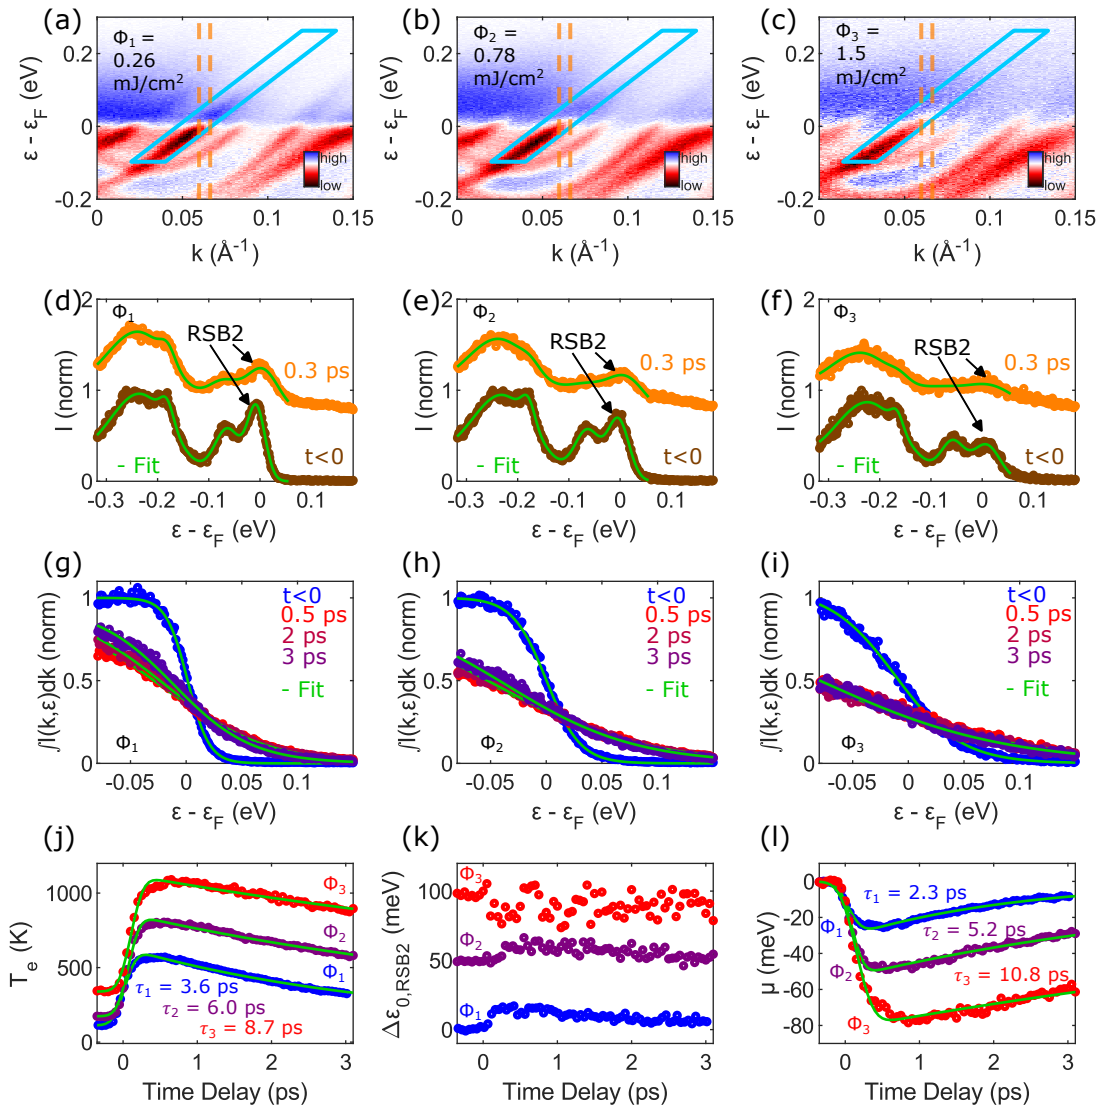 (a)
Φ1 =
0.26
mJ/cm²
ε - εF (eV)
0.2
0
-0.2
high
low
0 0.05 0.1 0.15
k (Å⁻¹)
(b)
Φ2 =
0.78
mJ/cm²
ε - εF (eV)
0.2
0
-0.2
high
low
0 0.05 0.1 0.15
k (Å⁻¹)
(c)
Φ3 =
1.5
mJ/cm²
ε - εF (eV)
0.2
0
-0.2
high
low
0 0.05 0.1 0.15
k (Å⁻¹)
(d)
2
Φ1
RSB2
0.3 ps
1
I (norm)
- Fit
t<0
0
-0.3 -0.2 -0.1 0 0.1
ε - εF (eV)
(e)
2
Φ2
RSB2
0.3 ps
1
I (norm)
- Fit
t<0
0
-0.3 -0.2 -0.1 0 0.1
ε - εF (eV)
(f)
2
Φ3
RSB2
0.3 ps
1
I (norm)
- Fit
t<0
0
-0.3 -0.2 -0.1 0 0.1
ε - εF (eV)
(g)
1
t<0
0.5 ps
2 ps
3 ps
∫I(k,ε)dk (norm)
0.5
- Fit
Φ1
0
-0.05 0 0.05 0.1
ε - εF (eV)
(h)
1
t<0
0.5 ps
2 ps
3 ps
∫I(k,ε)dk (norm)
0.5
- Fit
Φ2
0
-0.05 0 0.05 0.1
ε - εF (eV)
(i)
1
t<0
0.5 ps
2 ps
3 ps
∫I(k,ε)dk (norm)
0.5
- Fit
Φ3
0
-0.05 0 0.05 0.1
ε - εF (eV)
(j)
1000
Φ3
Te (K)
Φ2
500
Φ1
τ1 = 3.6 ps
τ2 = 6.0 ps
τ3 = 8.7 ps
0
0 1 2 3
Time Delay (ps)
(k)
Φ3
100
Δε0,RSB2 (meV)
Φ2
50
Φ1
0
0 1 2 3
Time Delay (ps)
(l)
0
τ1 = 2.3 ps
-20
Φ1
τ2 = 5.2 ps
μ (meV)
-40
Φ2
τ3 = 10.8 ps
-60
Φ3
-80
0 1 2 3
Time Delay (ps)